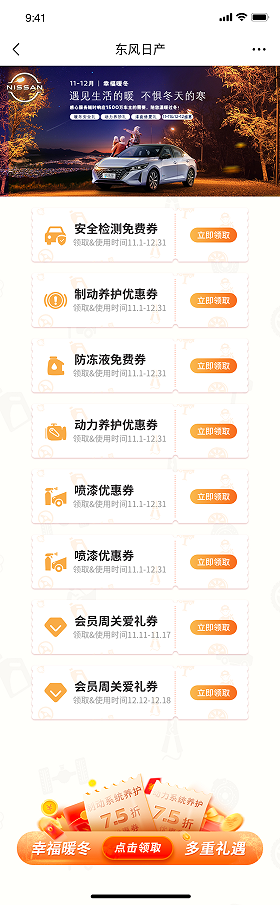 9:41
东风日产
NISSAN
11-12月 | 幸福暖冬
遇见生活的暖 不惧冬天的寒
安全检测免费券
领取&使用时间11.1-12.31
立即领取
制动养护优惠券
领取&使用时间11.1-12.31
立即领取
防冻液免费券
领取&使用时间11.1-12.31
立即领取
动力养护优惠券
领取&使用时间11.1-12.31
立即领取
喷漆优惠券
领取&使用时间11.1-12.31
立即领取
喷漆优惠券
领取&使用时间11.1-12.31
立即领取
会员周关爱礼券
领取&使用时间11.11-11.17
立即领取
会员周关爱礼券
领取&使用时间12.12-12.18
立即领取
制动系统养护
7.5折
动力系统养护
7.5折
幸福暖冬
点击领取
多重礼遇